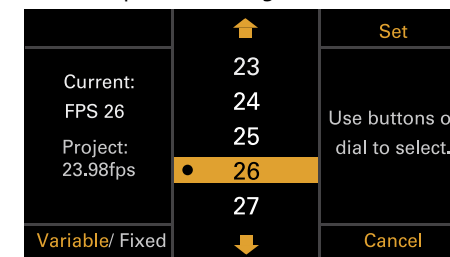 Set
Current:
FPS 26
Project:
23.98fps
23
24
25
26
27
Use buttons o
dial to select.
Variable/ Fixed
Cancel